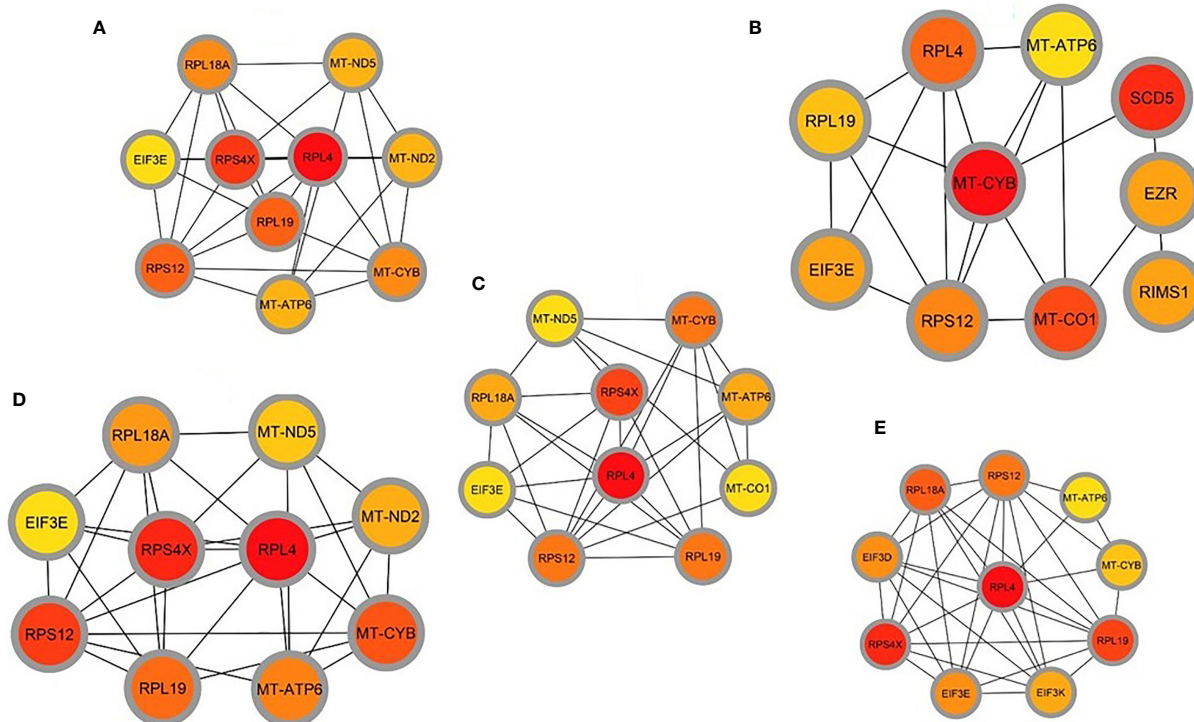 A
RPL18A
MT-ND5
EIF3E
RPS4X
RPL4
MT-ND2
RPL19
RPS12
MT-CYB
MT-ATP6
B
RPL4
MT-ATP6
SCD5
RPL19
MT-CYB
EZR
EIF3E
RIMS1
RPS12
MT-CO1
C
MT-ND5
MT-CYB
RPS4X
RPL18A
MT-ATP6
RPL4
EIF3E
MT-CO1
RPS12
RPL19
D
RPL18A
MT-ND5
EIF3E
MT-ND2
RPS4X
RPL4
RPS12
MT-CYB
RPL19
MT-ATP6
E
RPL18A
RPS12
MT-ATP6
EIF3D
MT-CYB
RPL4
RPS4X
RPL19
EIF3E
EIF3K